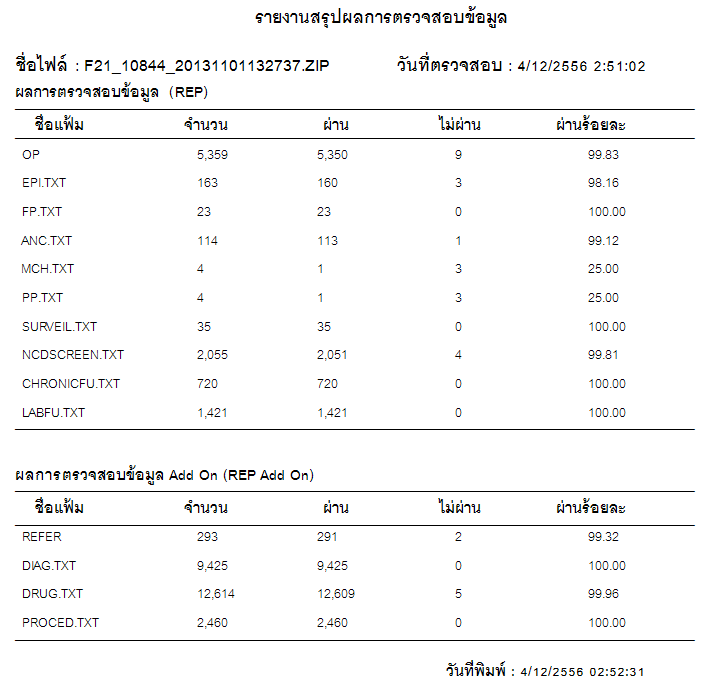 รายงานสรุปผลการตรวจสอบข้อมูล
ชื่อไฟล์ : F21_10844_20131101132737.ZIP วันที่ตรวจสอบ : 4/12/2556 2:51:02
ผลการตรวจสอบข้อมูล (REP)
ชื่อแฟ้ม จำนวน ผ่าน ไม่ผ่าน ผ่านร้อยละ
OP 5,359 5,350 9 99.83
EPI.TXT 163 160 3 98.16
FP.TXT 23 23 0 100.00
ANC.TXT 114 113 1 99.12
MCH.TXT 4 1 3 25.00
PP.TXT 4 1 3 25.00
SURVEIL.TXT 35 35 0 100.00
NCDSCREEN.TXT 2,055 2,051 4 99.81
CHRONICFU.TXT 720 720 0 100.00
LABFU.TXT 1,421 1,421 0 100.00
ผลการตรวจสอบข้อมูล Add On (REP Add On)
ชื่อแฟ้ม จำนวน ผ่าน ไม่ผ่าน ผ่านร้อยละ
REFER 293 291 2 99.32
DIAG.TXT 9,425 9,425 0 100.00
DRUG.TXT 12,614 12,609 5 99.96
PROCED.TXT 2,460 2,460 0 100.00
วันที่พิมพ์ : 4/12/2556 02:52:31